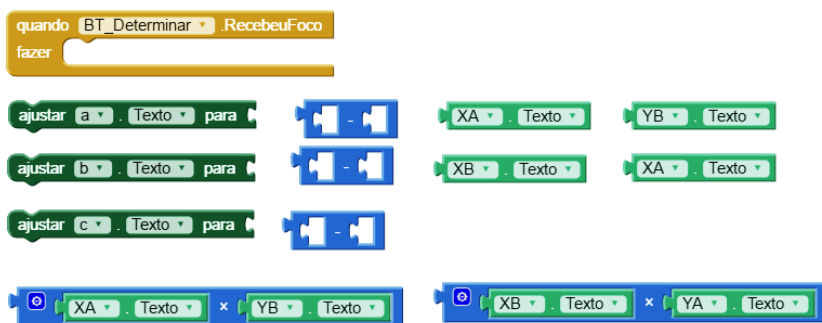 quando BT_Determinar .RecebeuFoco
fazer
ajustar a . Texto para - XA . Texto YB . Texto
ajustar b . Texto para - XB . Texto XA . Texto
ajustar c . Texto para -
XA . Texto × YB . Texto XB . Texto × YA . Texto